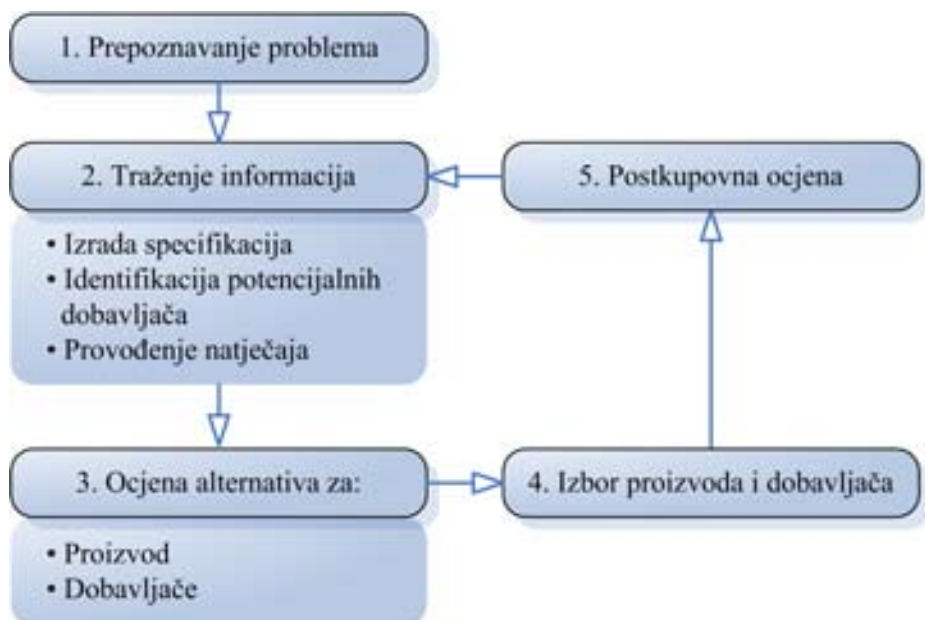 1. Prepoznavanje problema
2. Traženje informacija
• Izrada specifikacija
• Identifikacija potencijalnih
dobavljača
• Provođenje natječaja
3. Ocjena alternativa za:
• Proizvod
• Dobavljače
4. Izbor proizvoda i dobavljača
5. Postkupovna ocjena